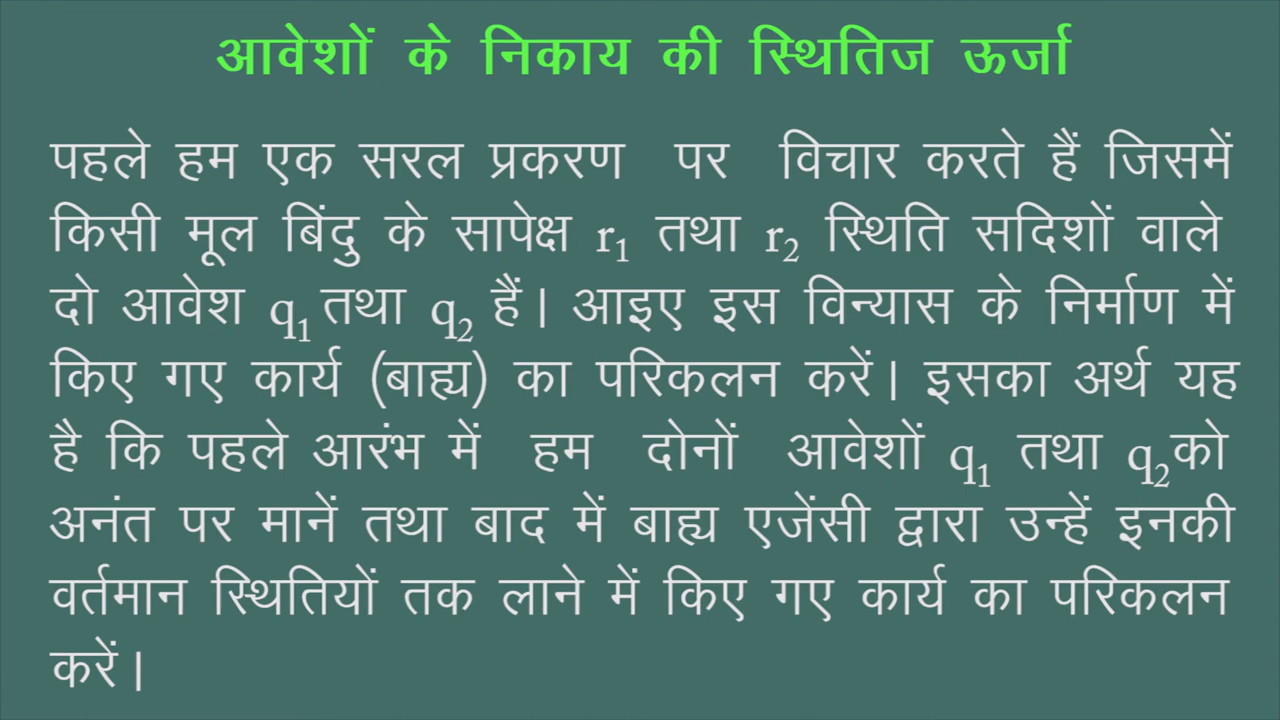 आवेशों के निकाय की स्थितिज ऊर्जा
पहले हम एक सरल प्रकरण पर विचार करते हैं जिसमें
किसी मूल बिंदु के सापेक्ष r₁ तथा r₂ स्थिति सदिशों वाले
दो आवेश q₁ तथा q₂ हैं। आइए इस विन्यास के निर्माण में
किए गए कार्य (बाह्य) का परिकलन करें। इसका अर्थ यह
है कि पहले आरंभ में हम दोनों आवेशों q₁ तथा q₂को
अनंत पर मानें तथा बाद में बाह्य एजेंसी द्वारा उन्हें इनकी
वर्तमान स्थितियों तक लाने में किए गए कार्य का परिकलन
करें।